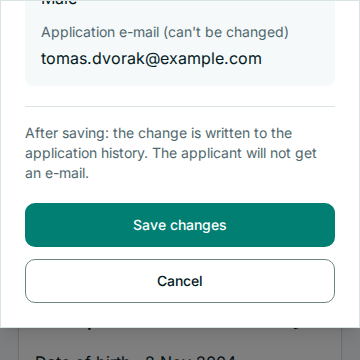 Application e-mail (can't be changed)
tomas.dvorak@example.com
After saving: the change is written to the
application history. The applicant will not get
an e-mail.
Save changes
Cancel